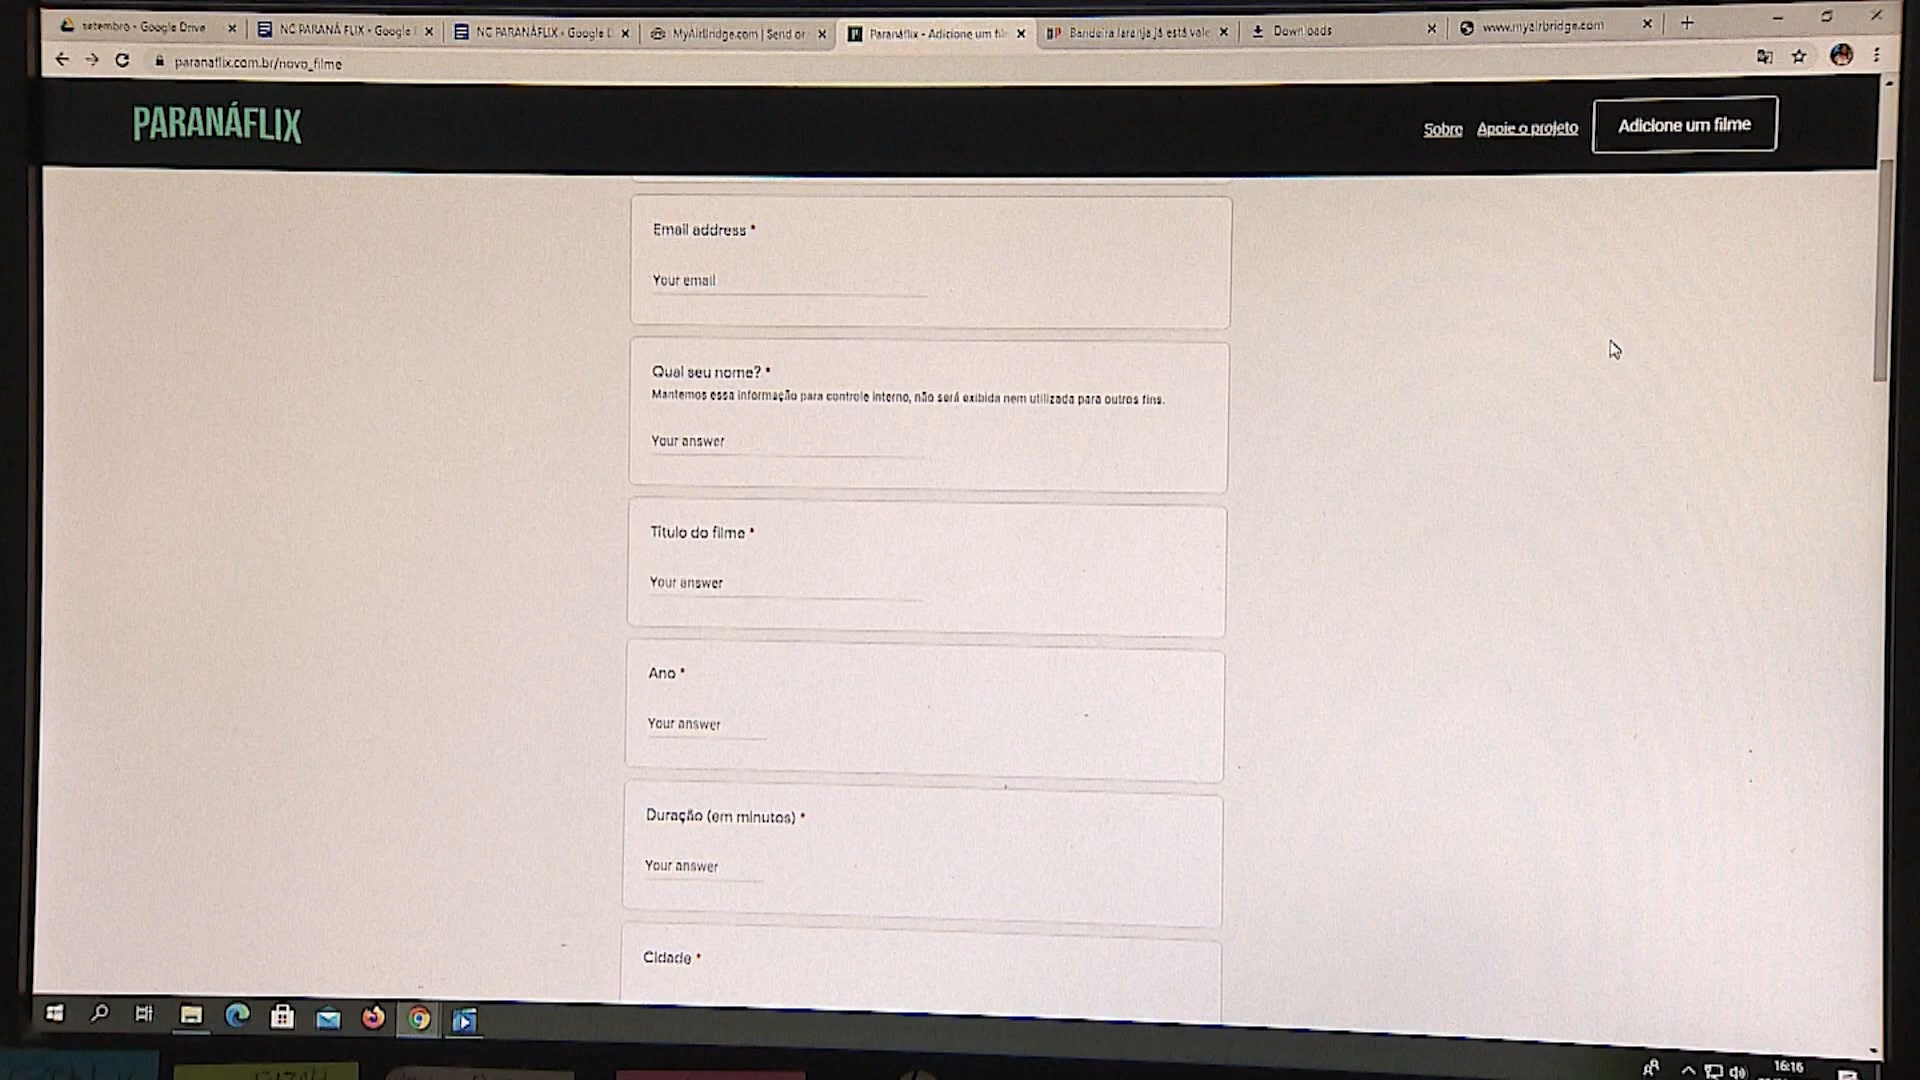 setembro - Google Drive
NC PARANÁ FLIX - Google
NC PARANÁFLIX - Google
MyAirBridge.com | Send or
Paranáflix - Adicione um
Bandeira laranja já está vale
Downloads
www.myairbridge.com
paranaflix.com.br/novo_filme
PARANÁFLIX
Sobre
Apoie o projeto
Adicione um filme
Email address *
Your email
Qual seu nome? *
Mantemos essa informação para controle interno, não será exibida nem utilizada para outros fins.
Your answer
Título do filme *
Your answer
Ano *
Your answer
Duração (em minutos) *
Your answer
Cidade *
16:16